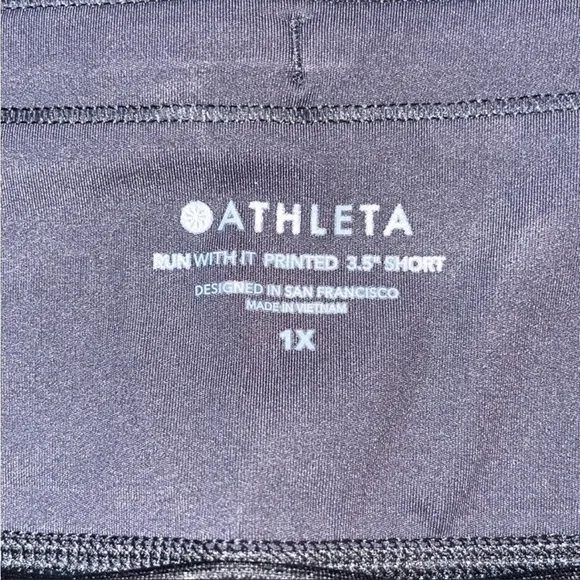 ATHLETA
RUN WITH IT PRINTED 3.5" SHORT
DESIGNED IN SAN FRANCISCO
MADE IN VIETNAM
1X